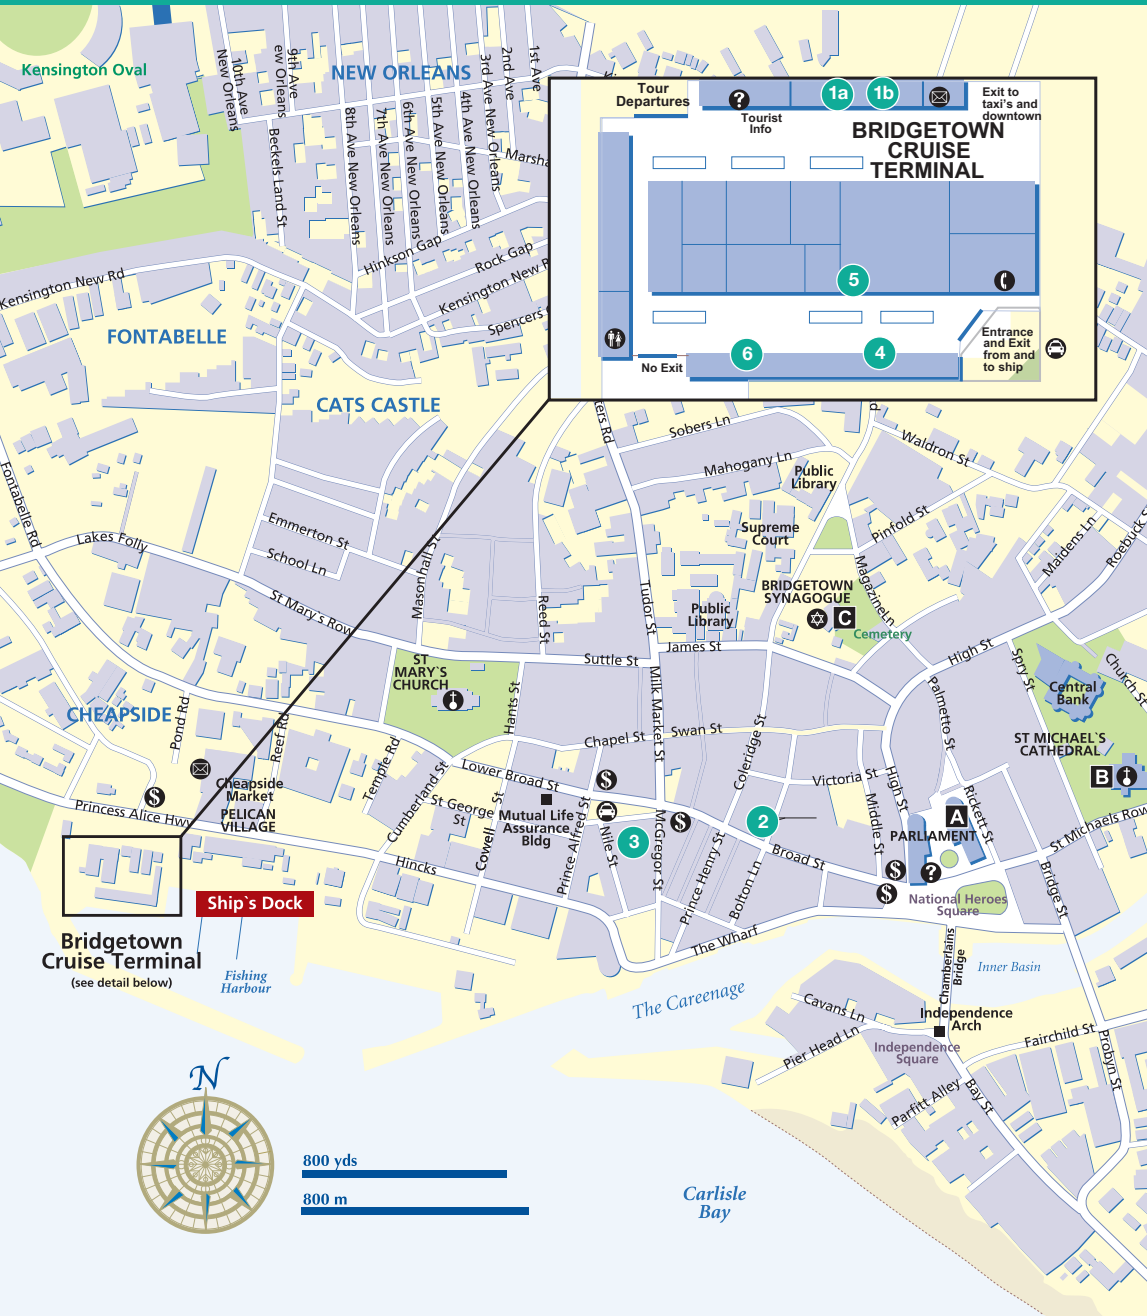 Kensington Oval
10th Ave
New Orleans
9th Ave
ew Orleans
NEW ORLEANS
3rd Ave New Orleans
2nd Ave
Orleans
1st Ave
8th Ave New Orleans
7th Ave New Orleans
6th Ave New Orleans
5th Ave New Orleans
4th Ave New Orleans
Beckels Land St
Marsha
Hinkson Gap
Rock Gap
Kensington New R
Spencers
Kensington New Rd
FONTABELLE
CATS CASTLE
Tour
Departures
?
Tourist
Info
1a
1b
Exit to
taxi's and
downtown
BRIDGETOWN
CRUISE
TERMINAL
5
6
4
No Exit
Entrance
and Exit
from and
to ship
ters Rd
Sobers Ln
Mahogany Ln
Public
Library
Waldron St
Pinfold St
Maidens Ln
Roebuck S
Supreme
Court
Fontabelle Rd
Lakes Folly
Emmerton St
School Ln
St Mary's Row
Masonhall St
Reed St
Tudor St
Public
Library
BRIDGETOWN
SYNAGOGUE
C
MagazineLn
Cemetery
James St
Suttle St
High St
Spry St
Church St
Central
Bank
ST
MARY`S
CHURCH
Hants St
Milk Market St
Swan St
Chapel St
Coleridge St
Palmetto St
ST MICHAEL`S
CATHEDRAL
B
CHEAPSIDE
Pond Rd
Reef Rd
Temple Rd
Cumberland St
Cheapside
Market
PELICAN
VILLAGE
$
Princess Alice Hwy
Lower Broad St
St George
St
Cowell St
Mutual Life
Assurance
Bldg
Prince Alfred St
$
Nile St
3
McGregor St
$
Prince Henry St
2
Bolton Ln
Broad St
Victoria St
Middle St
High St
A
PARLIAMENT
Rickett St
St Michaels Row
$
?
$
National Heroes
Square
Bridge St
Hincks
The Wharf
Ship`s Dock
Bridgetown
Cruise Terminal
(see detail below)
Fishing
Harbour
The Careenage
Chamberlains
Bridge
Inner Basin
Cavans Ln
Pier Head Ln
Independence
Arch
Independence
Square
Fairchild St
Probyn St
Parfitt Alley
Bay St
N
800 yds
800 m
Carlisle
Bay